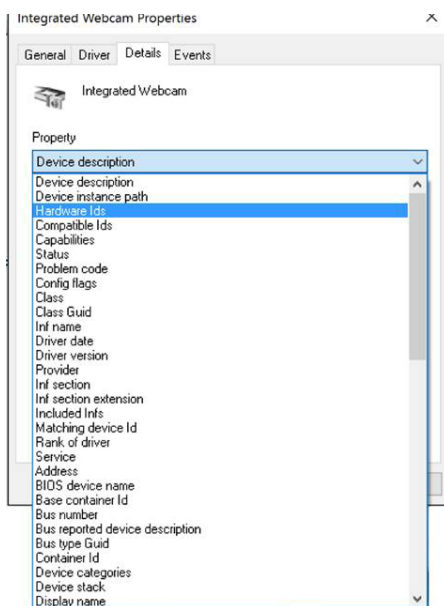 Integrated Webcam Properties
General Driver Details Events
Integrated Webcam
Property
Device description
Device description
Device instance path
Hardware Ids
Compatible Ids
Capabilities
Status
Problem code
Config flags
Class
Class Guid
Inf name
Driver date
Driver version
Provider
Inf section
Inf section extension
Included Infs
Matching device Id
Rank of driver
Service
Address
BIOS device name
Base container Id
Bus number
Bus reported device description
Bus type Guid
Container Id
Device categories
Device stack
Display name